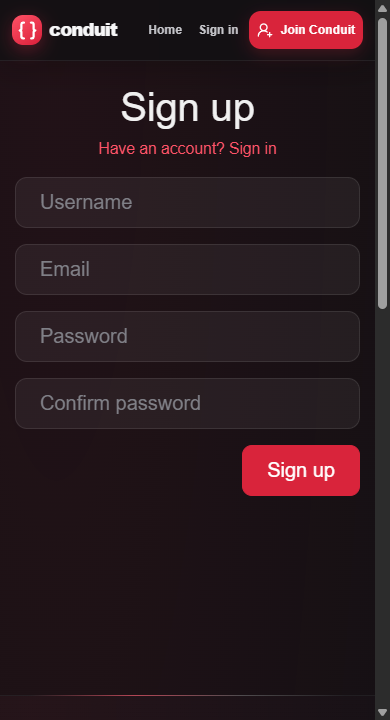 {} conduit Home Sign in Join Conduit
Sign up
Have an account? Sign in
Username
Email
Password
Confirm password
Sign up